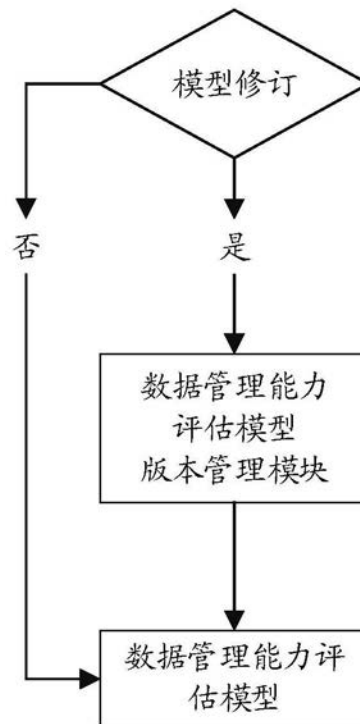 模型修订
否
是
数据管理能力
评估模型
版本管理模块
数据管理能力评
估模型